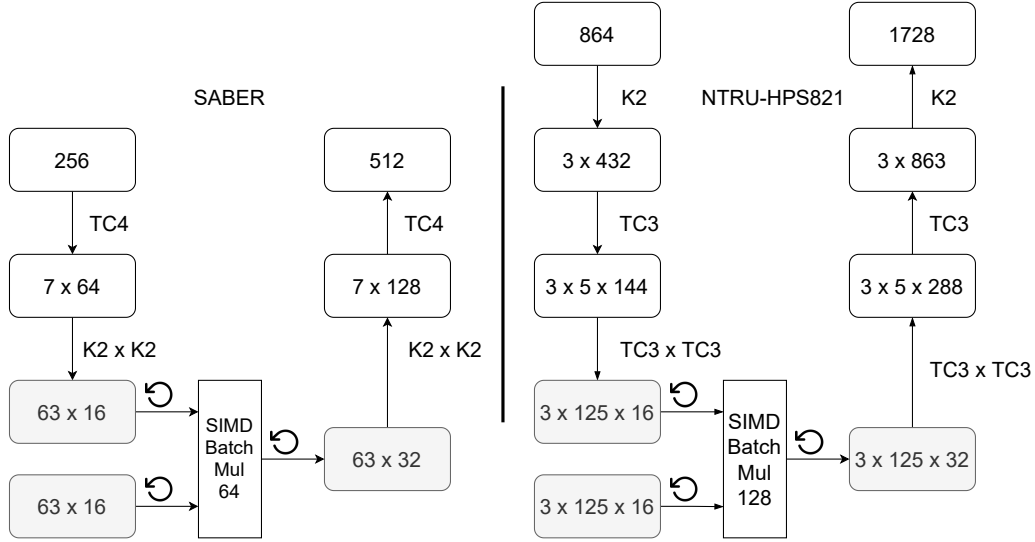 SABER
256
TC4
7 x 64
K2 x K2
63 x 16
63 x 16
SIMD
Batch
Mul
64
63 x 32
K2 x K2
7 x 128
TC4
512
NTRU-HPS821
864
K2
3 x 432
TC3
3 x 5 x 144
TC3 x TC3
3 x 125 x 16
3 x 125 x 16
SIMD
Batch
Mul
128
3 x 125 x 32
TC3 x TC3
3 x 5 x 288
TC3
3 x 863
K2
1728